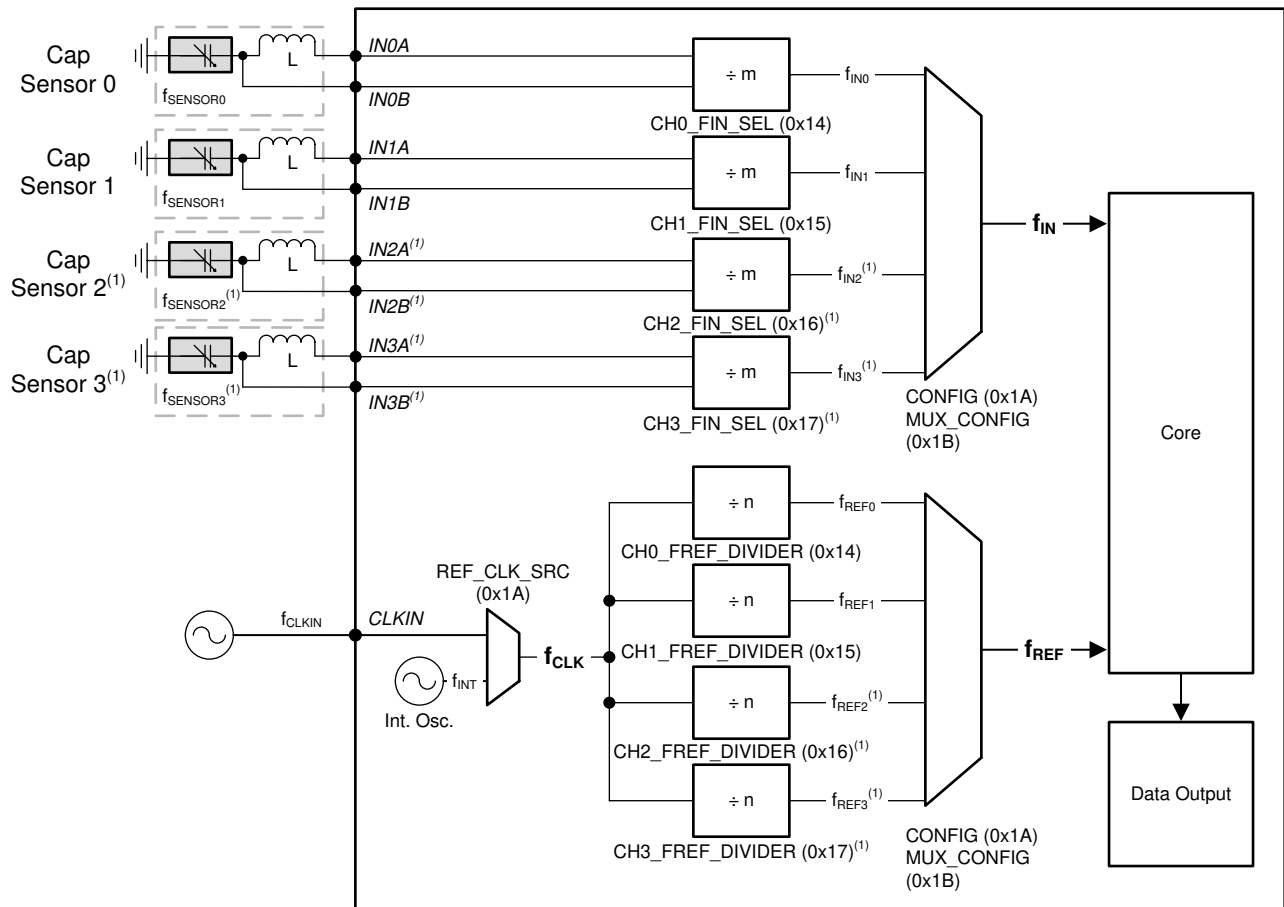 Cap
Sensor 0
L
fSENSOR0
IN0A
IN0B
÷ m
fIN0
CH0_FIN_SEL (0x14)
Cap
Sensor 1
L
fSENSOR1
IN1A
IN1B
÷ m
fIN1
CH1_FIN_SEL (0x15)
Cap
Sensor 2(1)
L
fSENSOR2(1)
IN2A(1)
IN2B(1)
÷ m
fIN2(1)
CH2_FIN_SEL (0x16)(1)
Cap
Sensor 3(1)
L
fSENSOR3(1)
IN3A(1)
IN3B(1)
÷ m
fIN3(1)
CH3_FIN_SEL (0x17)(1)
CONFIG (0x1A)
MUX_CONFIG
(0x1B)
fIN
Core
÷ n
fREF0
CH0_FREF_DIVIDER (0x14)
REF_CLK_SRC
(0x1A)
÷ n
fREF1
CH1_FREF_DIVIDER (0x15)
fCLKIN
CLKIN
fINT
Int. Osc.
fCLK
÷ n
fREF2(1)
CH2_FREF_DIVIDER (0x16)(1)
÷ n
fREF3(1)
CH3_FREF_DIVIDER (0x17)(1)
CONFIG (0x1A)
MUX_CONFIG
(0x1B)
fREF
Data Output